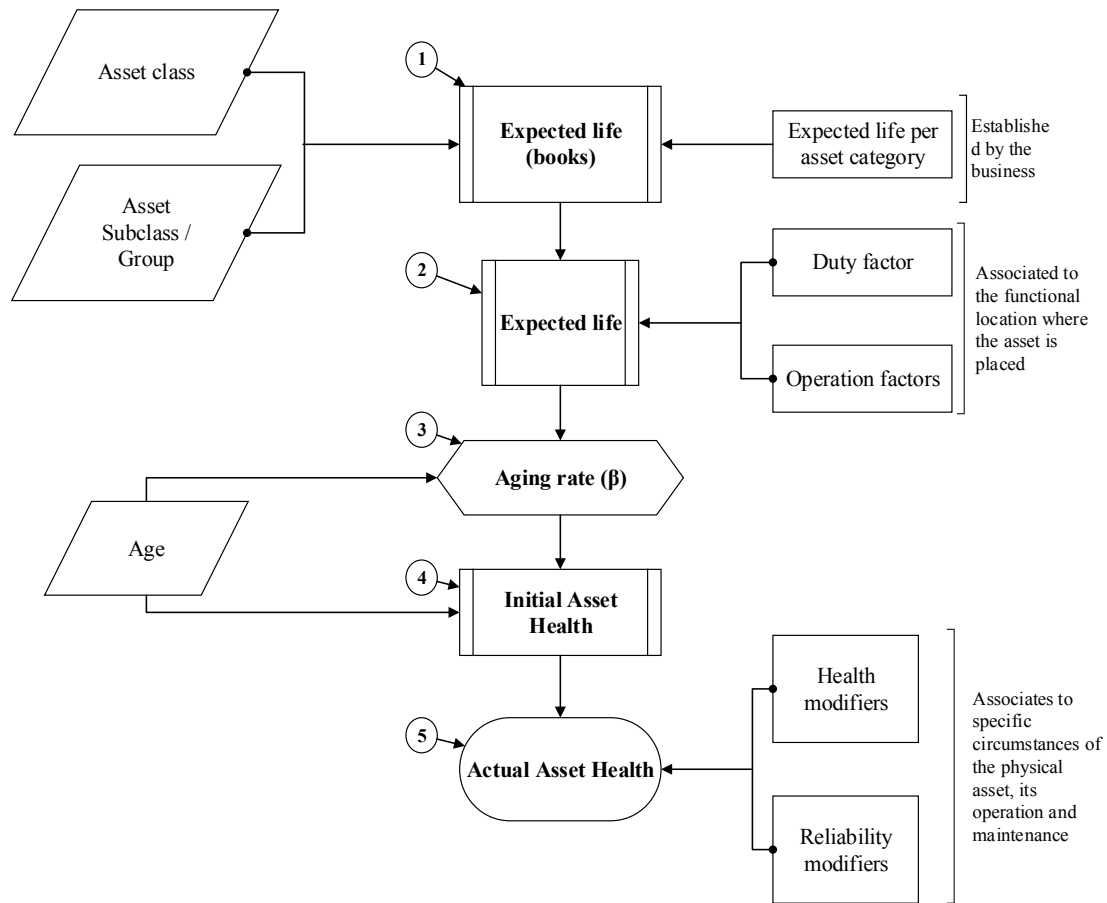 Asset class
Asset
Subclass /
Group
1
Expected life
(books)
Expected life per
asset category
Establishe
d by the
business
2
Expected life
Duty factor
Operation factors
Associated to
the functional
location where
the asset is
placed
3
Aging rate (β)
Age
4
Initial Asset
Health
5
Actual Asset Health
Health
modifiers
Reliability
modifiers
Associates to
specific
circumstances of
the physical
asset, its
operation and
maintenance